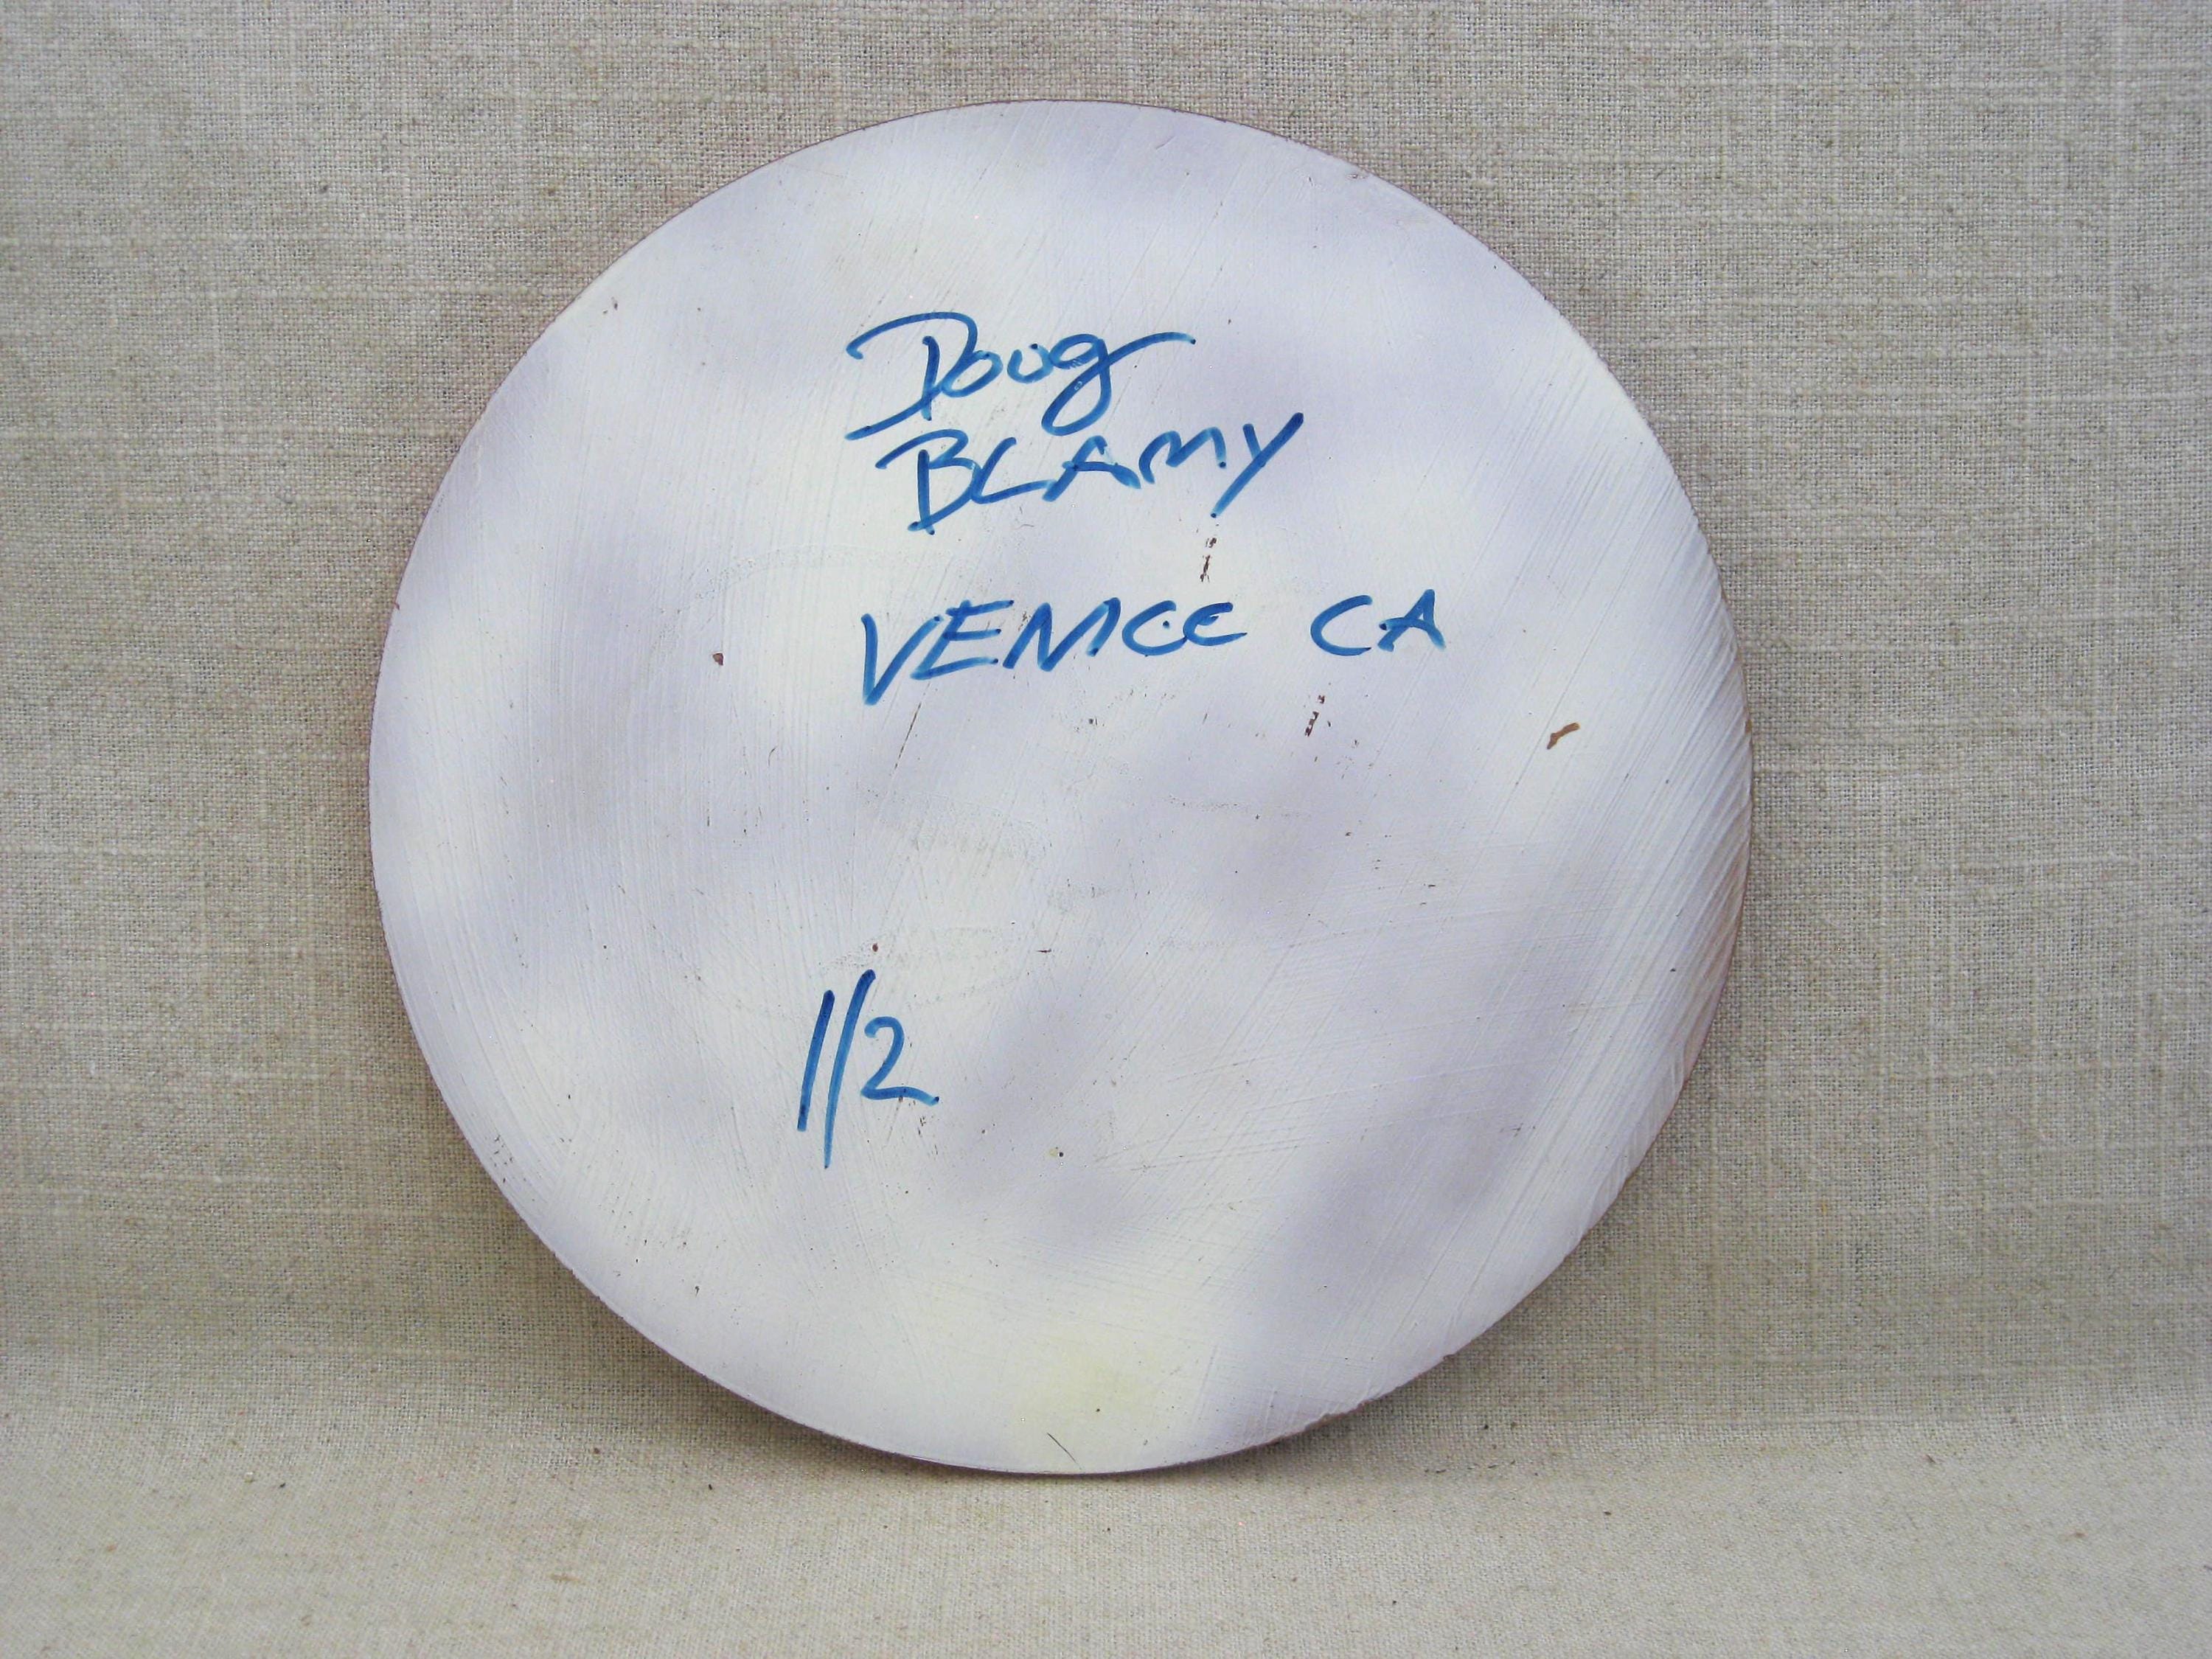 Doug
BLAMY
VENICE CA
1/2